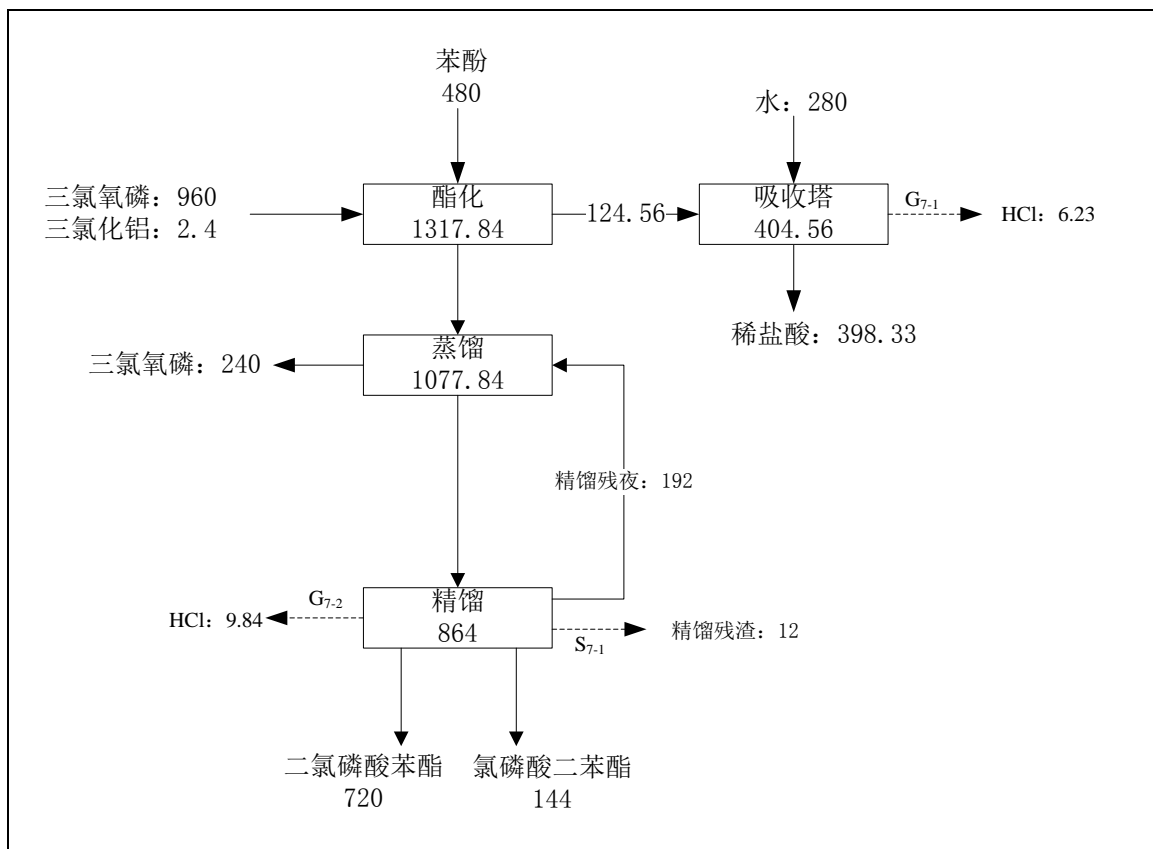 苯酚
480
水：280
三氯氧磷：960
三氯化铝：2.4
酯化
1317.84
124.56
吸收塔
404.56
G7-1
HCl：6.23
稀盐酸：398.33
三氯氧磷：240
蒸馏
1077.84
精馏残夜：192
HCl：9.84
G7-2
精馏
864
S7-1
精馏残渣：12
二氯磷酸苯酯
720
氯磷酸二苯酯
144